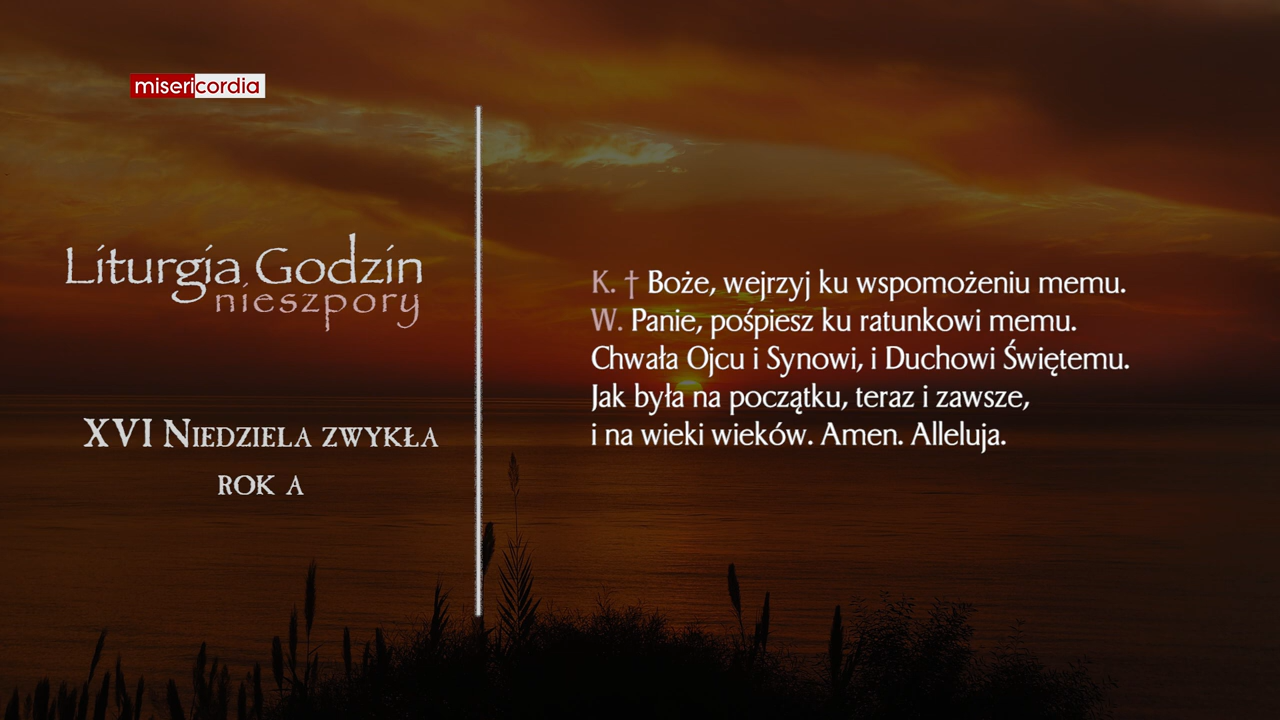 misericordia
Liturgia Godzin
nieszpory
XVI Niedziela zwykła
rok A
K. † Boże, wejrzyj ku wspomożeniu memu.
W. Panie, pośpiesz ku ratunkowi memu.
Chwała Ojcu i Synowi, i Duchowi Świętemu.
Jak była na początku, teraz i zawsze,
i na wieki wieków. Amen. Alleluja.